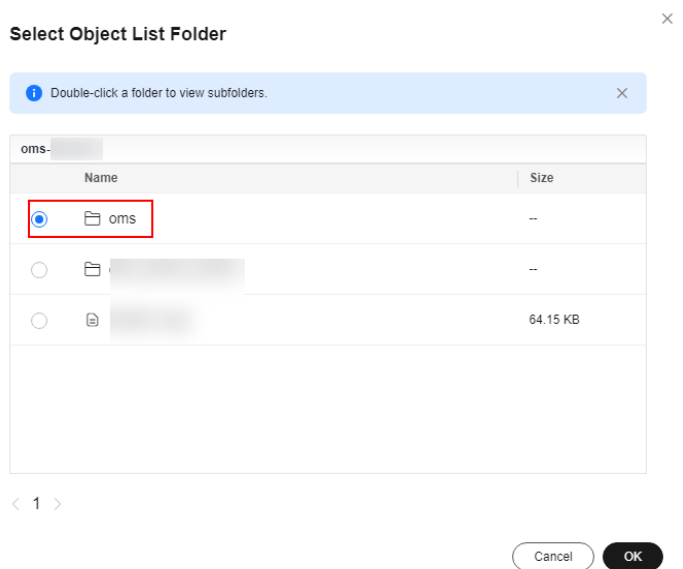 Select Object List Folder
Double-click a folder to view subfolders.
oms-
Name Size
oms --
--
64.15 KB
1
Cancel OK